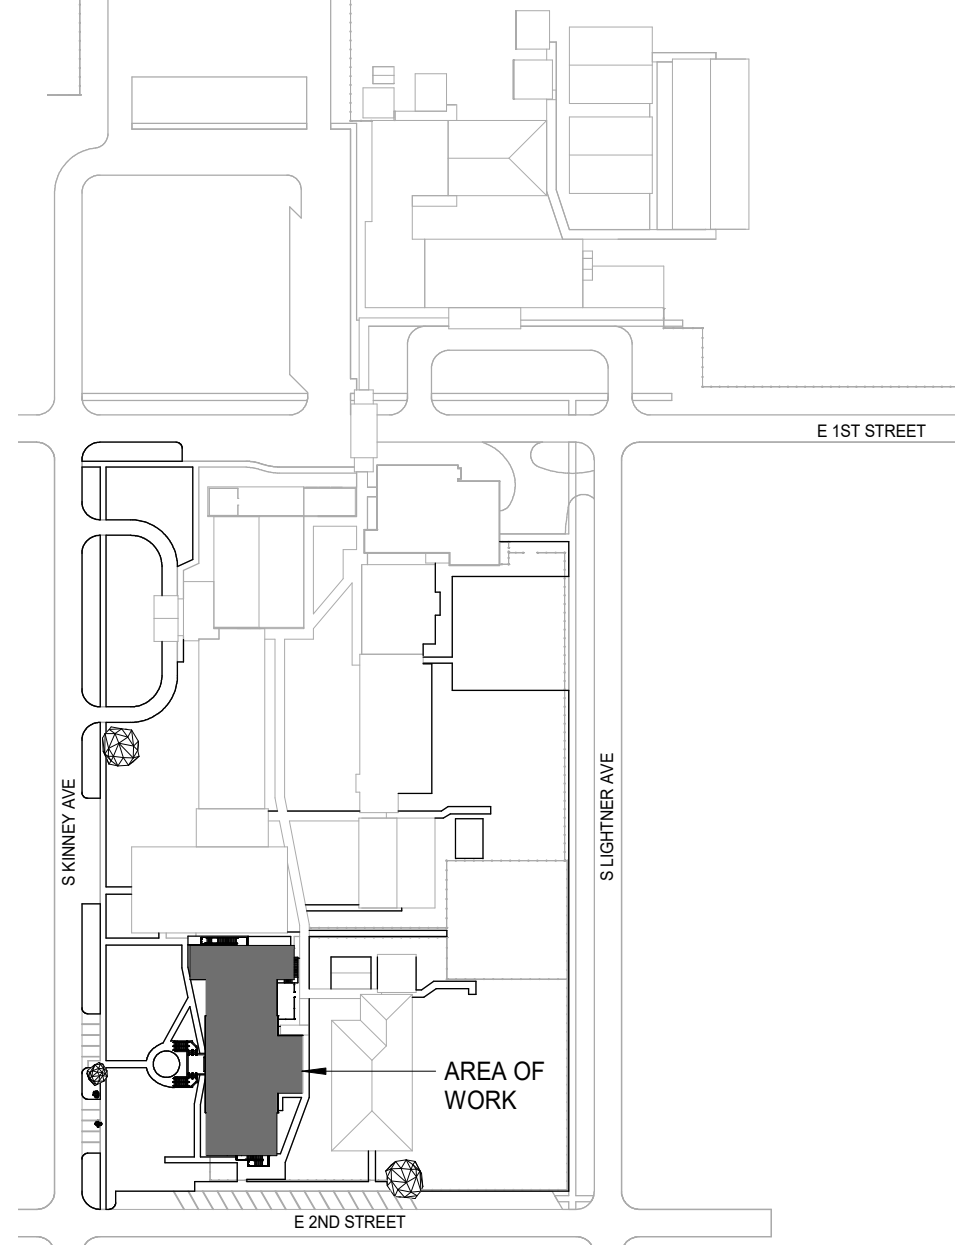 E 1ST STREET
S KINNEY AVE
S LIGHTNER AVE
AREA OF
WORK
E 2ND STREET